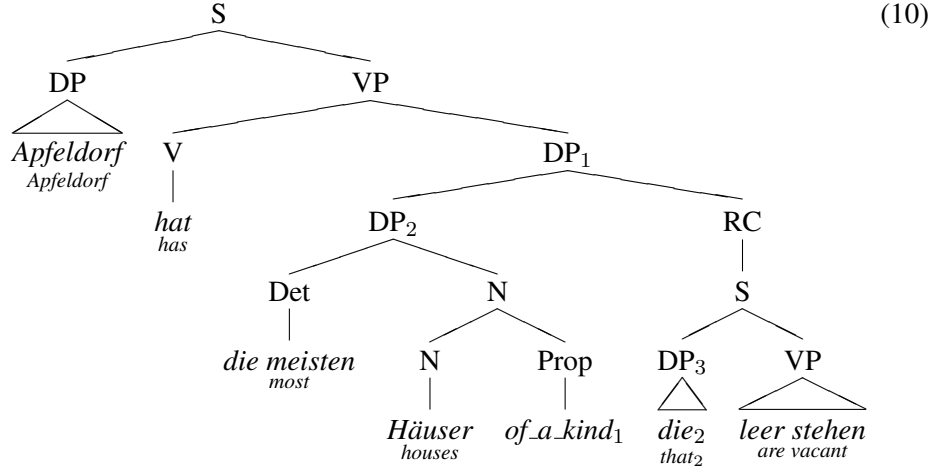 S (10)
DP VP
Apfeldorf V DP₁
Apfeldorf
hat DP₂ RC
has
Det N S
die meisten N Prop DP₃ VP
most
Häuser of_a_kind₁ die₂ leer stehen
houses that₂ are vacant